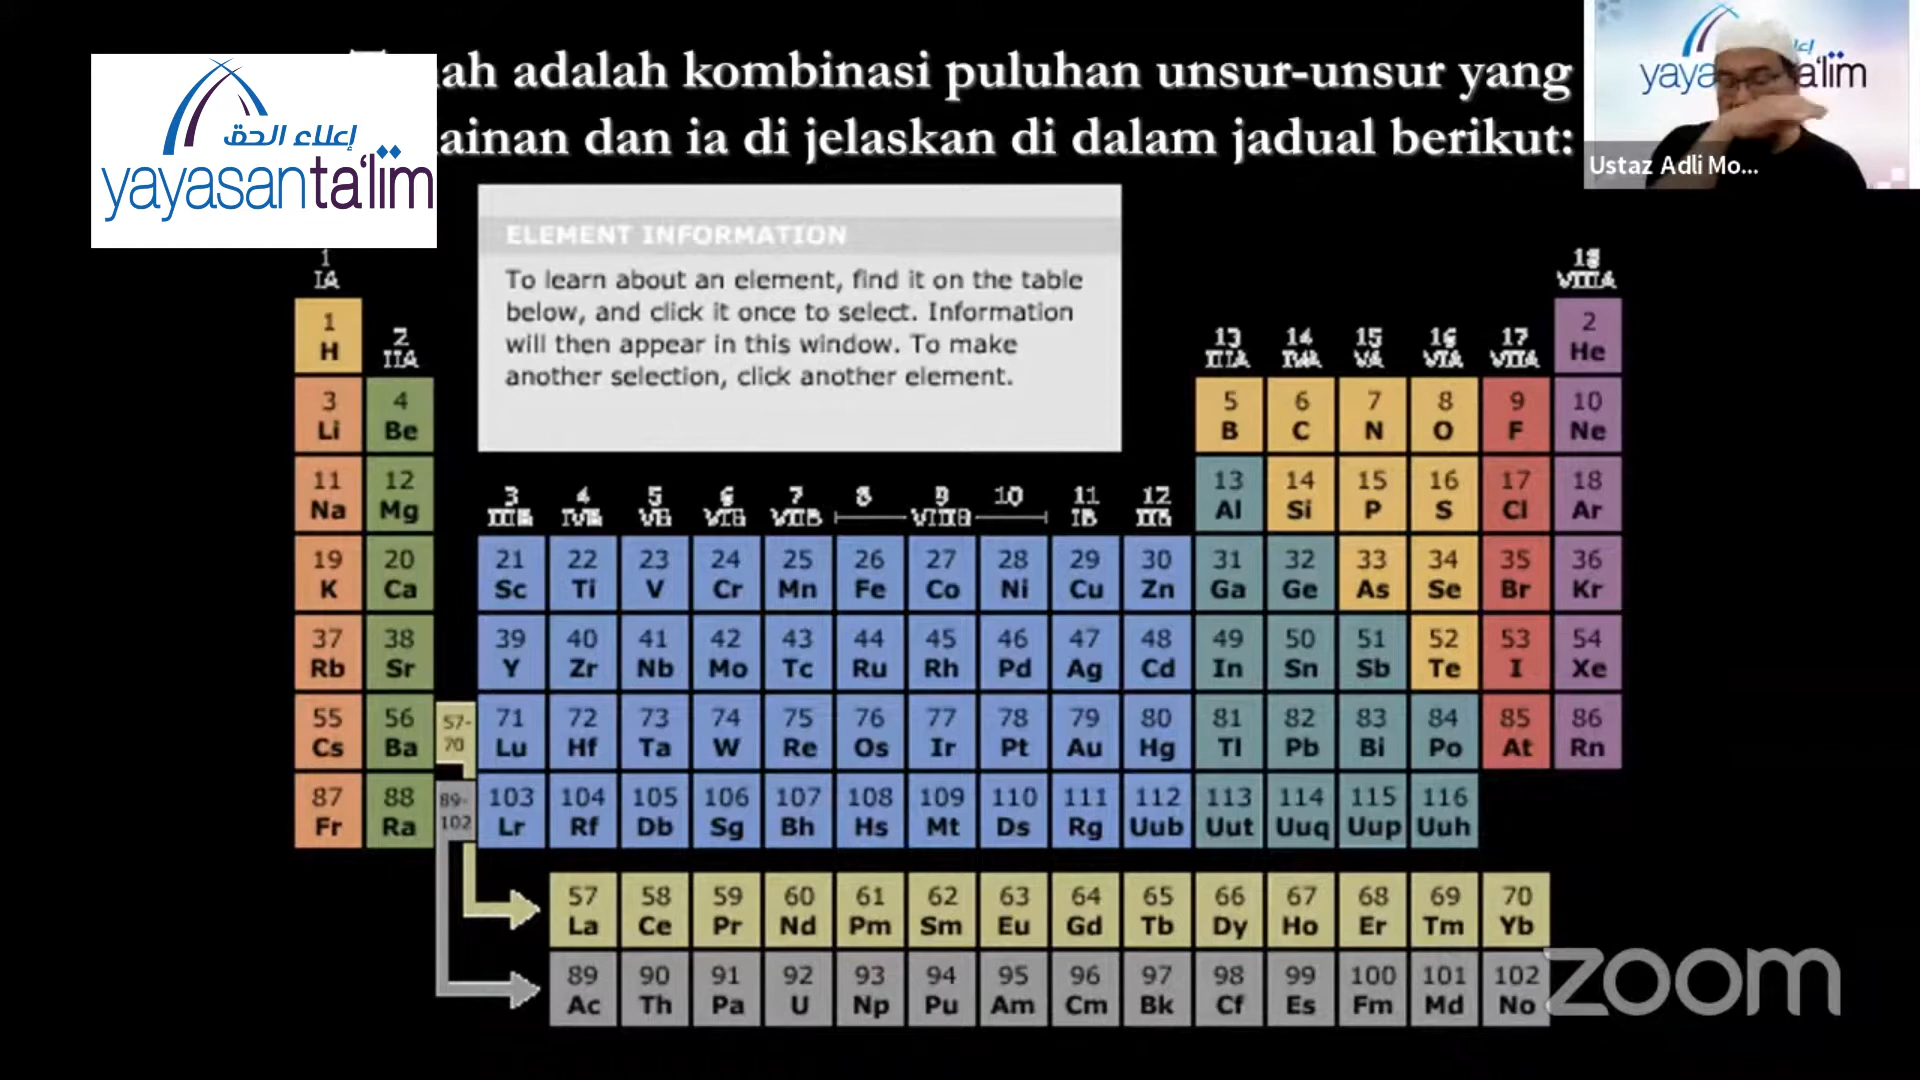 ah adalah kombinasi puluhan unsur-unsur yang
ainan dan ia di jelaskan di dalam jadual berikut:
إعلاء الحق
yayasanta'lim
Ustaz Adli Mo...
ELEMENT INFORMATION
To learn about an element, find it on the table
below, and click it once to select. Information
will then appear in this window. To make
another selection, click another element.
1 18
IA VIIIA
1 2 13 14 15 16 17 2
H IIA IIIA IVA VA VIA VIIA He
3 4 5 6 7 8 9 10
Li Be B C N O F Ne
11 12 13 14 15 16 17 18
Na Mg Al Si P S Cl Ar
3 4 5 6 7 8 9 10 11 12
IIIB IVB VB VIB VIIB VIIIB IB IIB
19 20 21 22 23 24 25 26 27 28 29 30 31 32 33 34 35 36
K Ca Sc Ti V Cr Mn Fe Co Ni Cu Zn Ga Ge As Se Br Kr
37 38 39 40 41 42 43 44 45 46 47 48 49 50 51 52 53 54
Rb Sr Y Zr Nb Mo Tc Ru Rh Pd Ag Cd In Sn Sb Te I Xe
55 56 57- 71 72 73 74 75 76 77 78 79 80 81 82 83 84 85 86
Cs Ba 70 Lu Hf Ta W Re Os Ir Pt Au Hg Tl Pb Bi Po At Rn
87 88 89- 103 104 105 106 107 108 109 110 111 112 113 114 115 116
Fr Ra 102 Lr Rf Db Sg Bh Hs Mt Ds Rg Uub Uut Uuq Uup Uuh
57 58 59 60 61 62 63 64 65 66 67 68 69 70
La Ce Pr Nd Pm Sm Eu Gd Tb Dy Ho Er Tm Yb
89 90 91 92 93 94 95 96 97 98 99 100 101 102
Ac Th Pa U Np Pu Am Cm Bk Cf Es Fm Md No
zoom